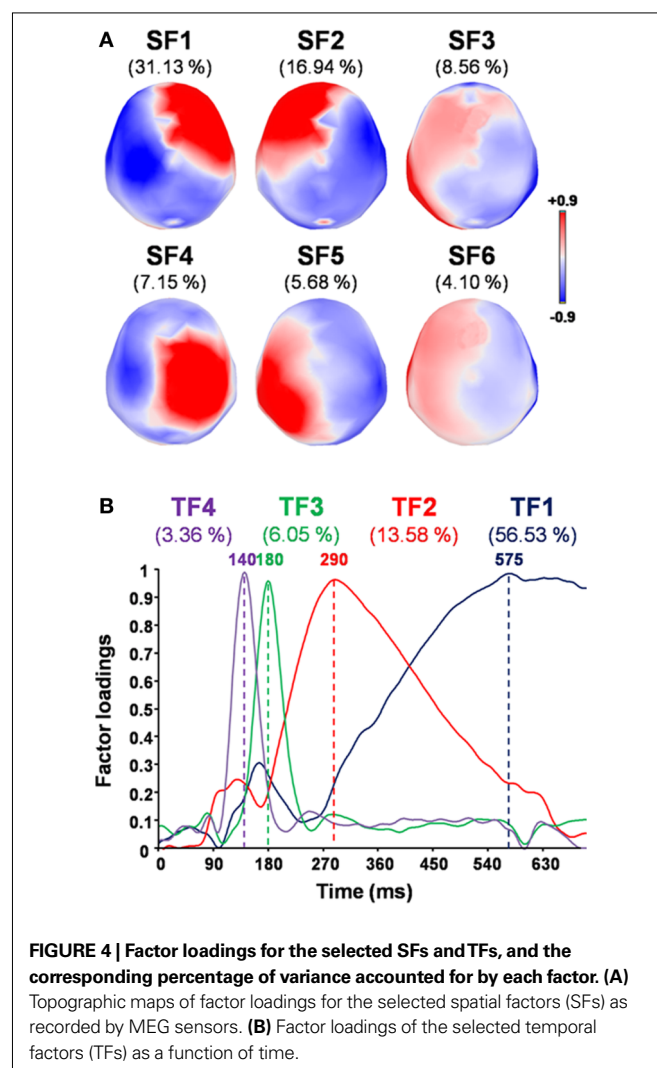 A
SF1 SF2 SF3
(31.13 %) (16.94 %) (8.56 %)
+0.9
-0.9
SF4 SF5 SF6
(7.15 %) (5.68 %) (4.10 %)
B
TF4 TF3 TF2 TF1
(3.36 %) (6.05 %) (13.58 %) (56.53 %)
140 180 290 575
1
0.9
0.8
0.7
0.6
0.5
0.4
0.3
0.2
0.1
0
Factor loadings
0 90 180 270 360 450 540 630
Time (ms)
FIGURE 4 | Factor loadings for the selected SFs and TFs, and the
corresponding percentage of variance accounted for by each factor. (A)
Topographic maps of factor loadings for the selected spatial factors (SFs) as
recorded by MEG sensors. (B) Factor loadings of the selected temporal
factors (TFs) as a function of time.